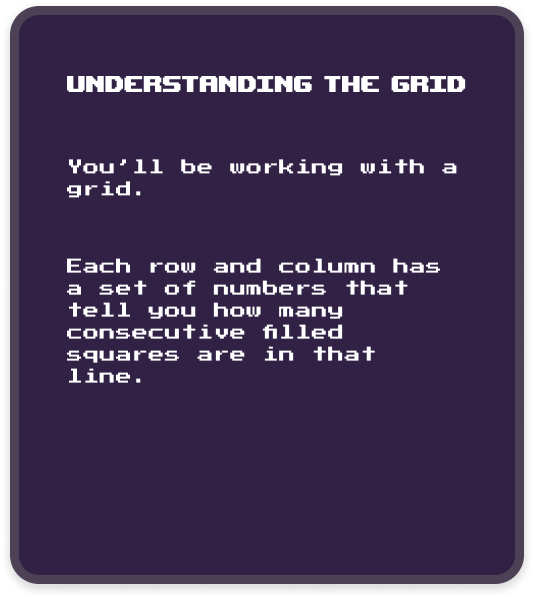 UNDERSTANDING THE GRID
You'll be working with a
grid.
Each row and column has
a set of numbers that
tell you how many
consecutive filled
squares are in that
line.